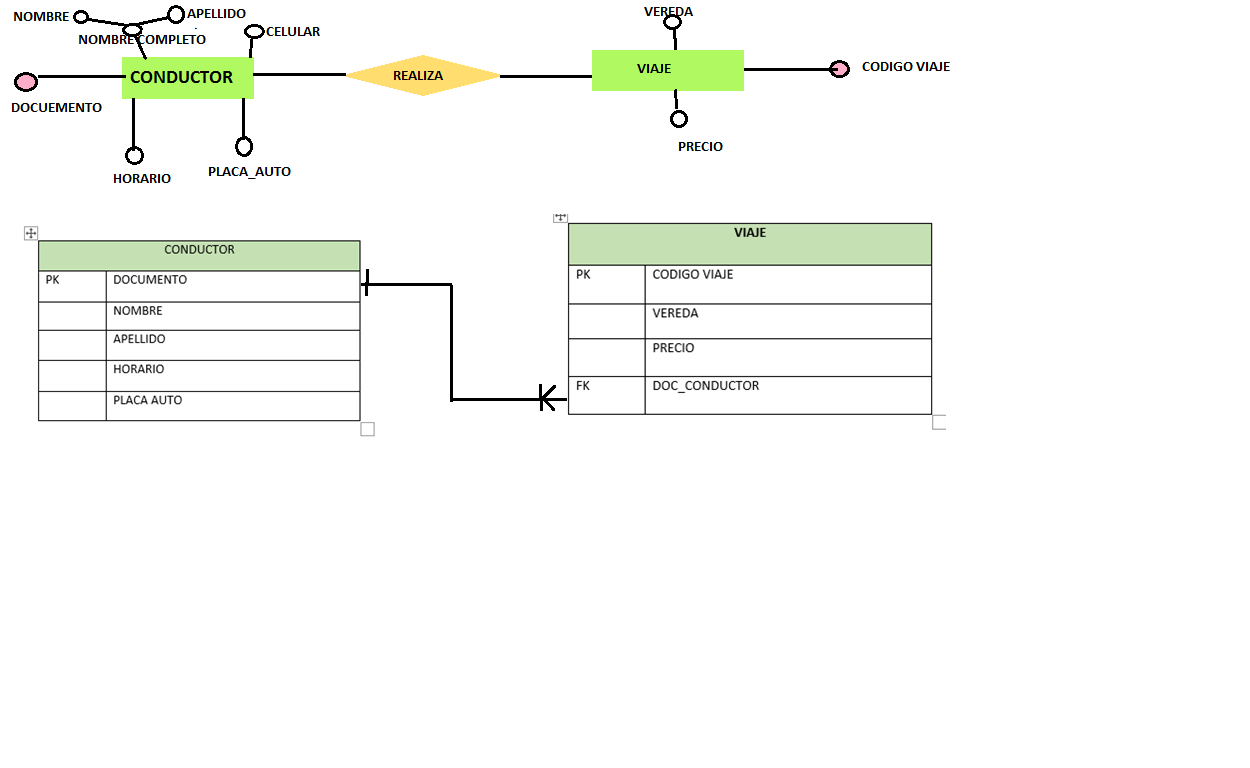 NOMBRE
APELLIDO
VEREDA
NOMBRE COMPLETO
CELULAR
CONDUCTOR
REALIZA
VIAJE
CODIGO VIAJE
DOCUEMENTO
PRECIO
HORARIO
PLACA_AUTO
CONDUCTOR
PK DOCUMENTO
NOMBRE
APELLIDO
HORARIO
PLACA AUTO
VIAJE
PK CODIGO VIAJE
VEREDA
PRECIO
FK DOC_CONDUCTOR